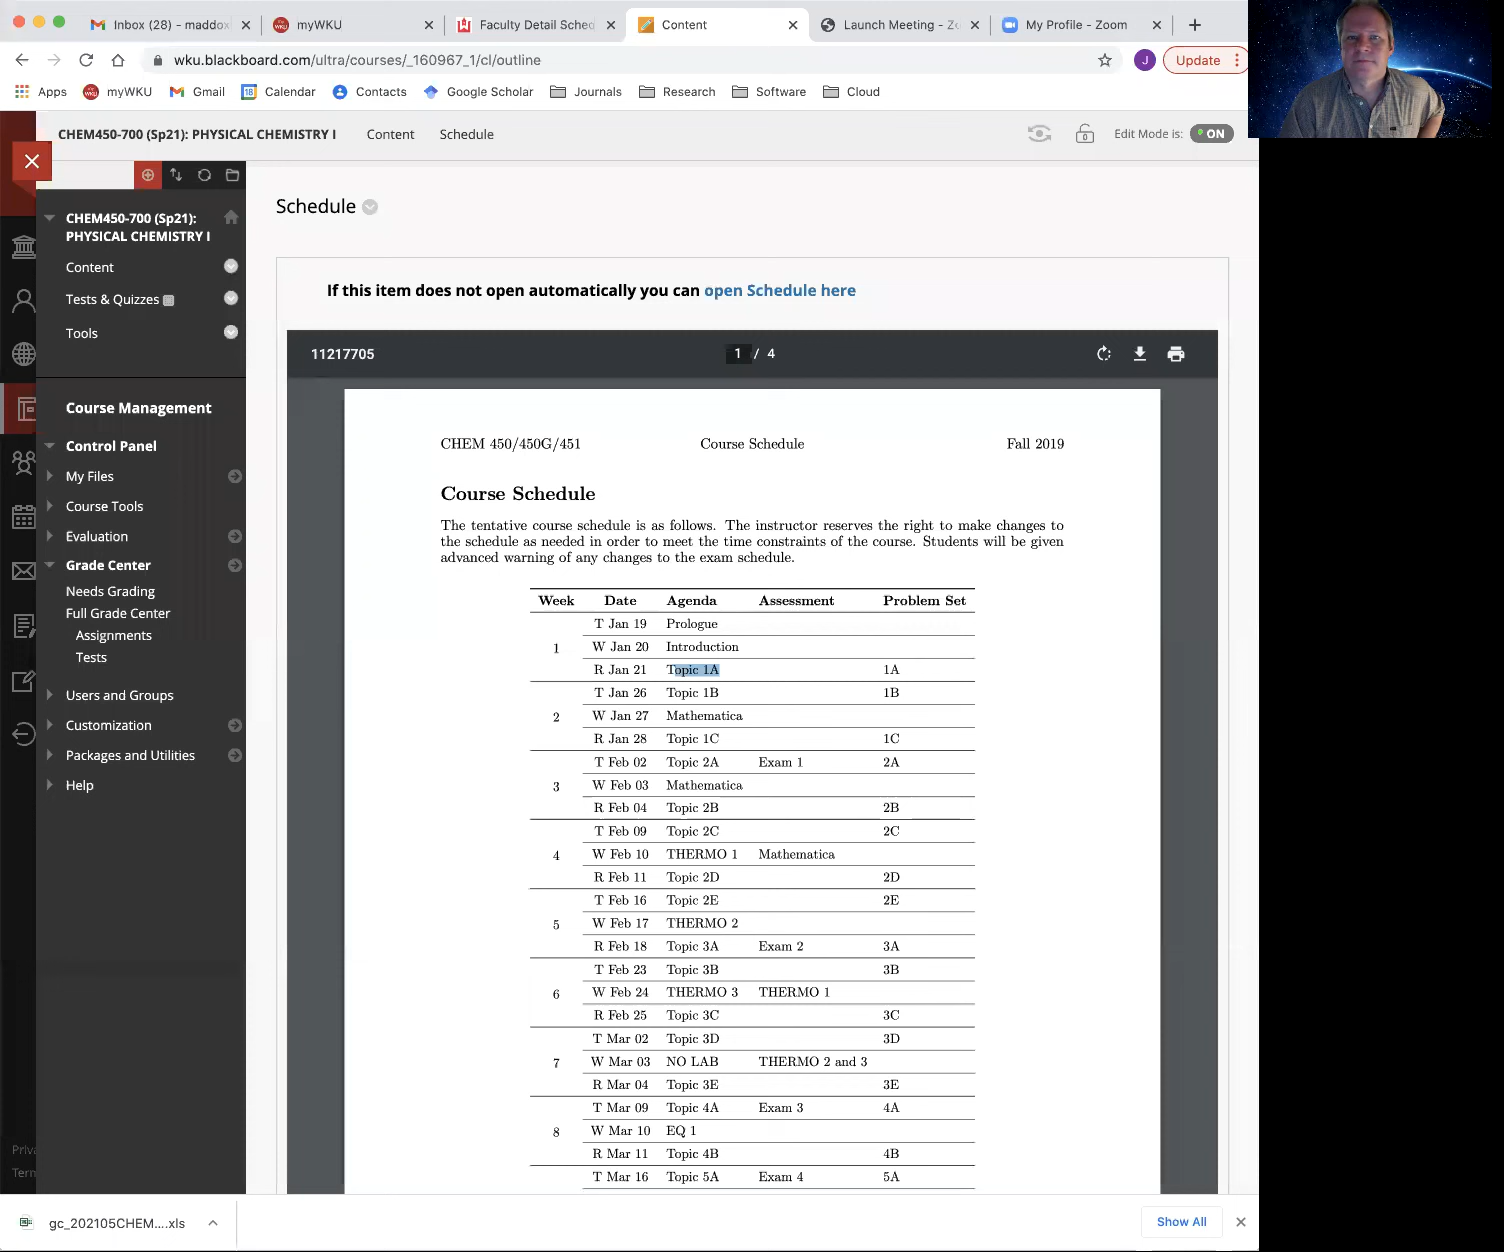 Inbox (28) - maddox
myWKU
Faculty Detail Sched
Content
Launch Meeting - Zo
My Profile - Zoom
wku.blackboard.com/ultra/courses/_160967_1/cl/outline
J
Update
Apps
myWKU
Gmail
Calendar
Contacts
Google Scholar
Journals
Research
Software
Cloud
CHEM450-700 (Sp21): PHYSICAL CHEMISTRY I
Content
Schedule
Edit Mode is:
ON
CHEM450-700 (Sp21):
PHYSICAL CHEMISTRY I
Content
Tests & Quizzes
Tools
Course Management
Control Panel
My Files
Course Tools
Evaluation
Grade Center
Needs Grading
Full Grade Center
Assignments
Tests
Users and Groups
Customization
Packages and Utilities
Help
Priva
Term
Schedule
If this item does not open automatically you can open Schedule here
11217705
1 / 4
CHEM 450/450G/451 Course Schedule Fall 2019
Course Schedule
The tentative course schedule is as follows. The instructor reserves the right to make changes to
the schedule as needed in order to meet the time constraints of the course. Students will be given
advanced warning of any changes to the exam schedule.
Week Date Agenda Assessment Problem Set
T Jan 19 Prologue
1 W Jan 20 Introduction
R Jan 21 Topic 1A 1A
T Jan 26 Topic 1B 1B
2 W Jan 27 Mathematica
R Jan 28 Topic 1C 1C
T Feb 02 Topic 2A Exam 1 2A
3 W Feb 03 Mathematica
R Feb 04 Topic 2B 2B
T Feb 09 Topic 2C 2C
4 W Feb 10 THERMO 1 Mathematica
R Feb 11 Topic 2D 2D
T Feb 16 Topic 2E 2E
5 W Feb 17 THERMO 2
R Feb 18 Topic 3A Exam 2 3A
T Feb 23 Topic 3B 3B
6 W Feb 24 THERMO 3 THERMO 1
R Feb 25 Topic 3C 3C
T Mar 02 Topic 3D 3D
7 W Mar 03 NO LAB THERMO 2 and 3
R Mar 04 Topic 3E 3E
T Mar 09 Topic 4A Exam 3 4A
8 W Mar 10 EQ 1
R Mar 11 Topic 4B 4B
T Mar 16 Topic 5A Exam 4 5A
gc_202105CHEM....xls
Show All